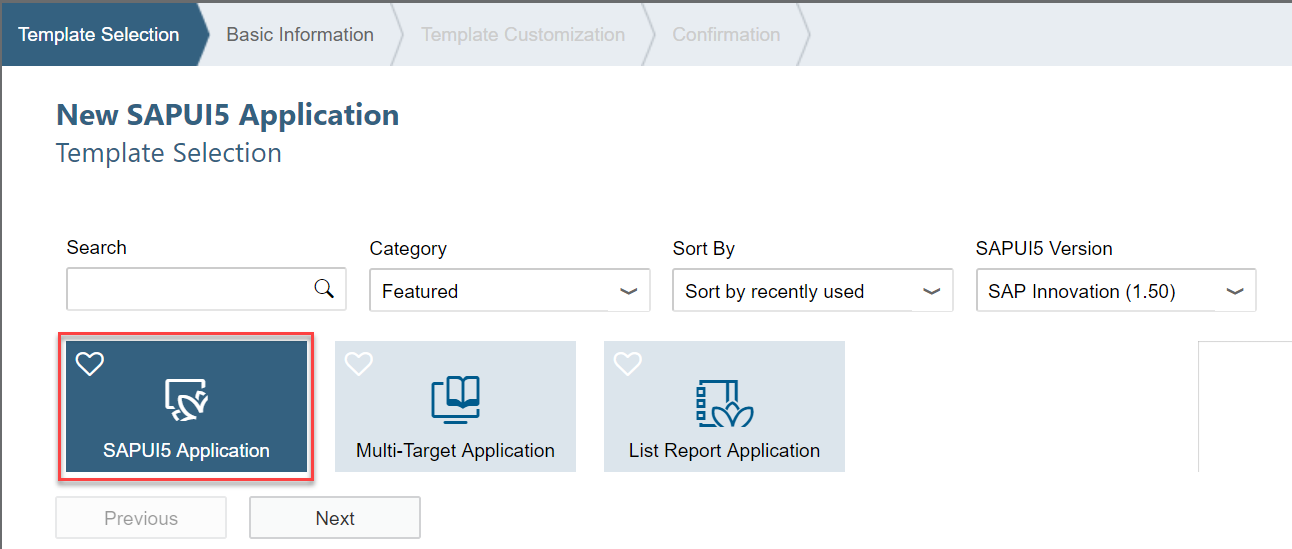 Template Selection Basic Information Template Customization Confirmation
New SAPUI5 Application
Template Selection
Search Category Sort By SAPUI5 Version
Featured Sort by recently used SAP Innovation (1.50)
SAPUI5 Application Multi-Target Application List Report Application
Previous Next